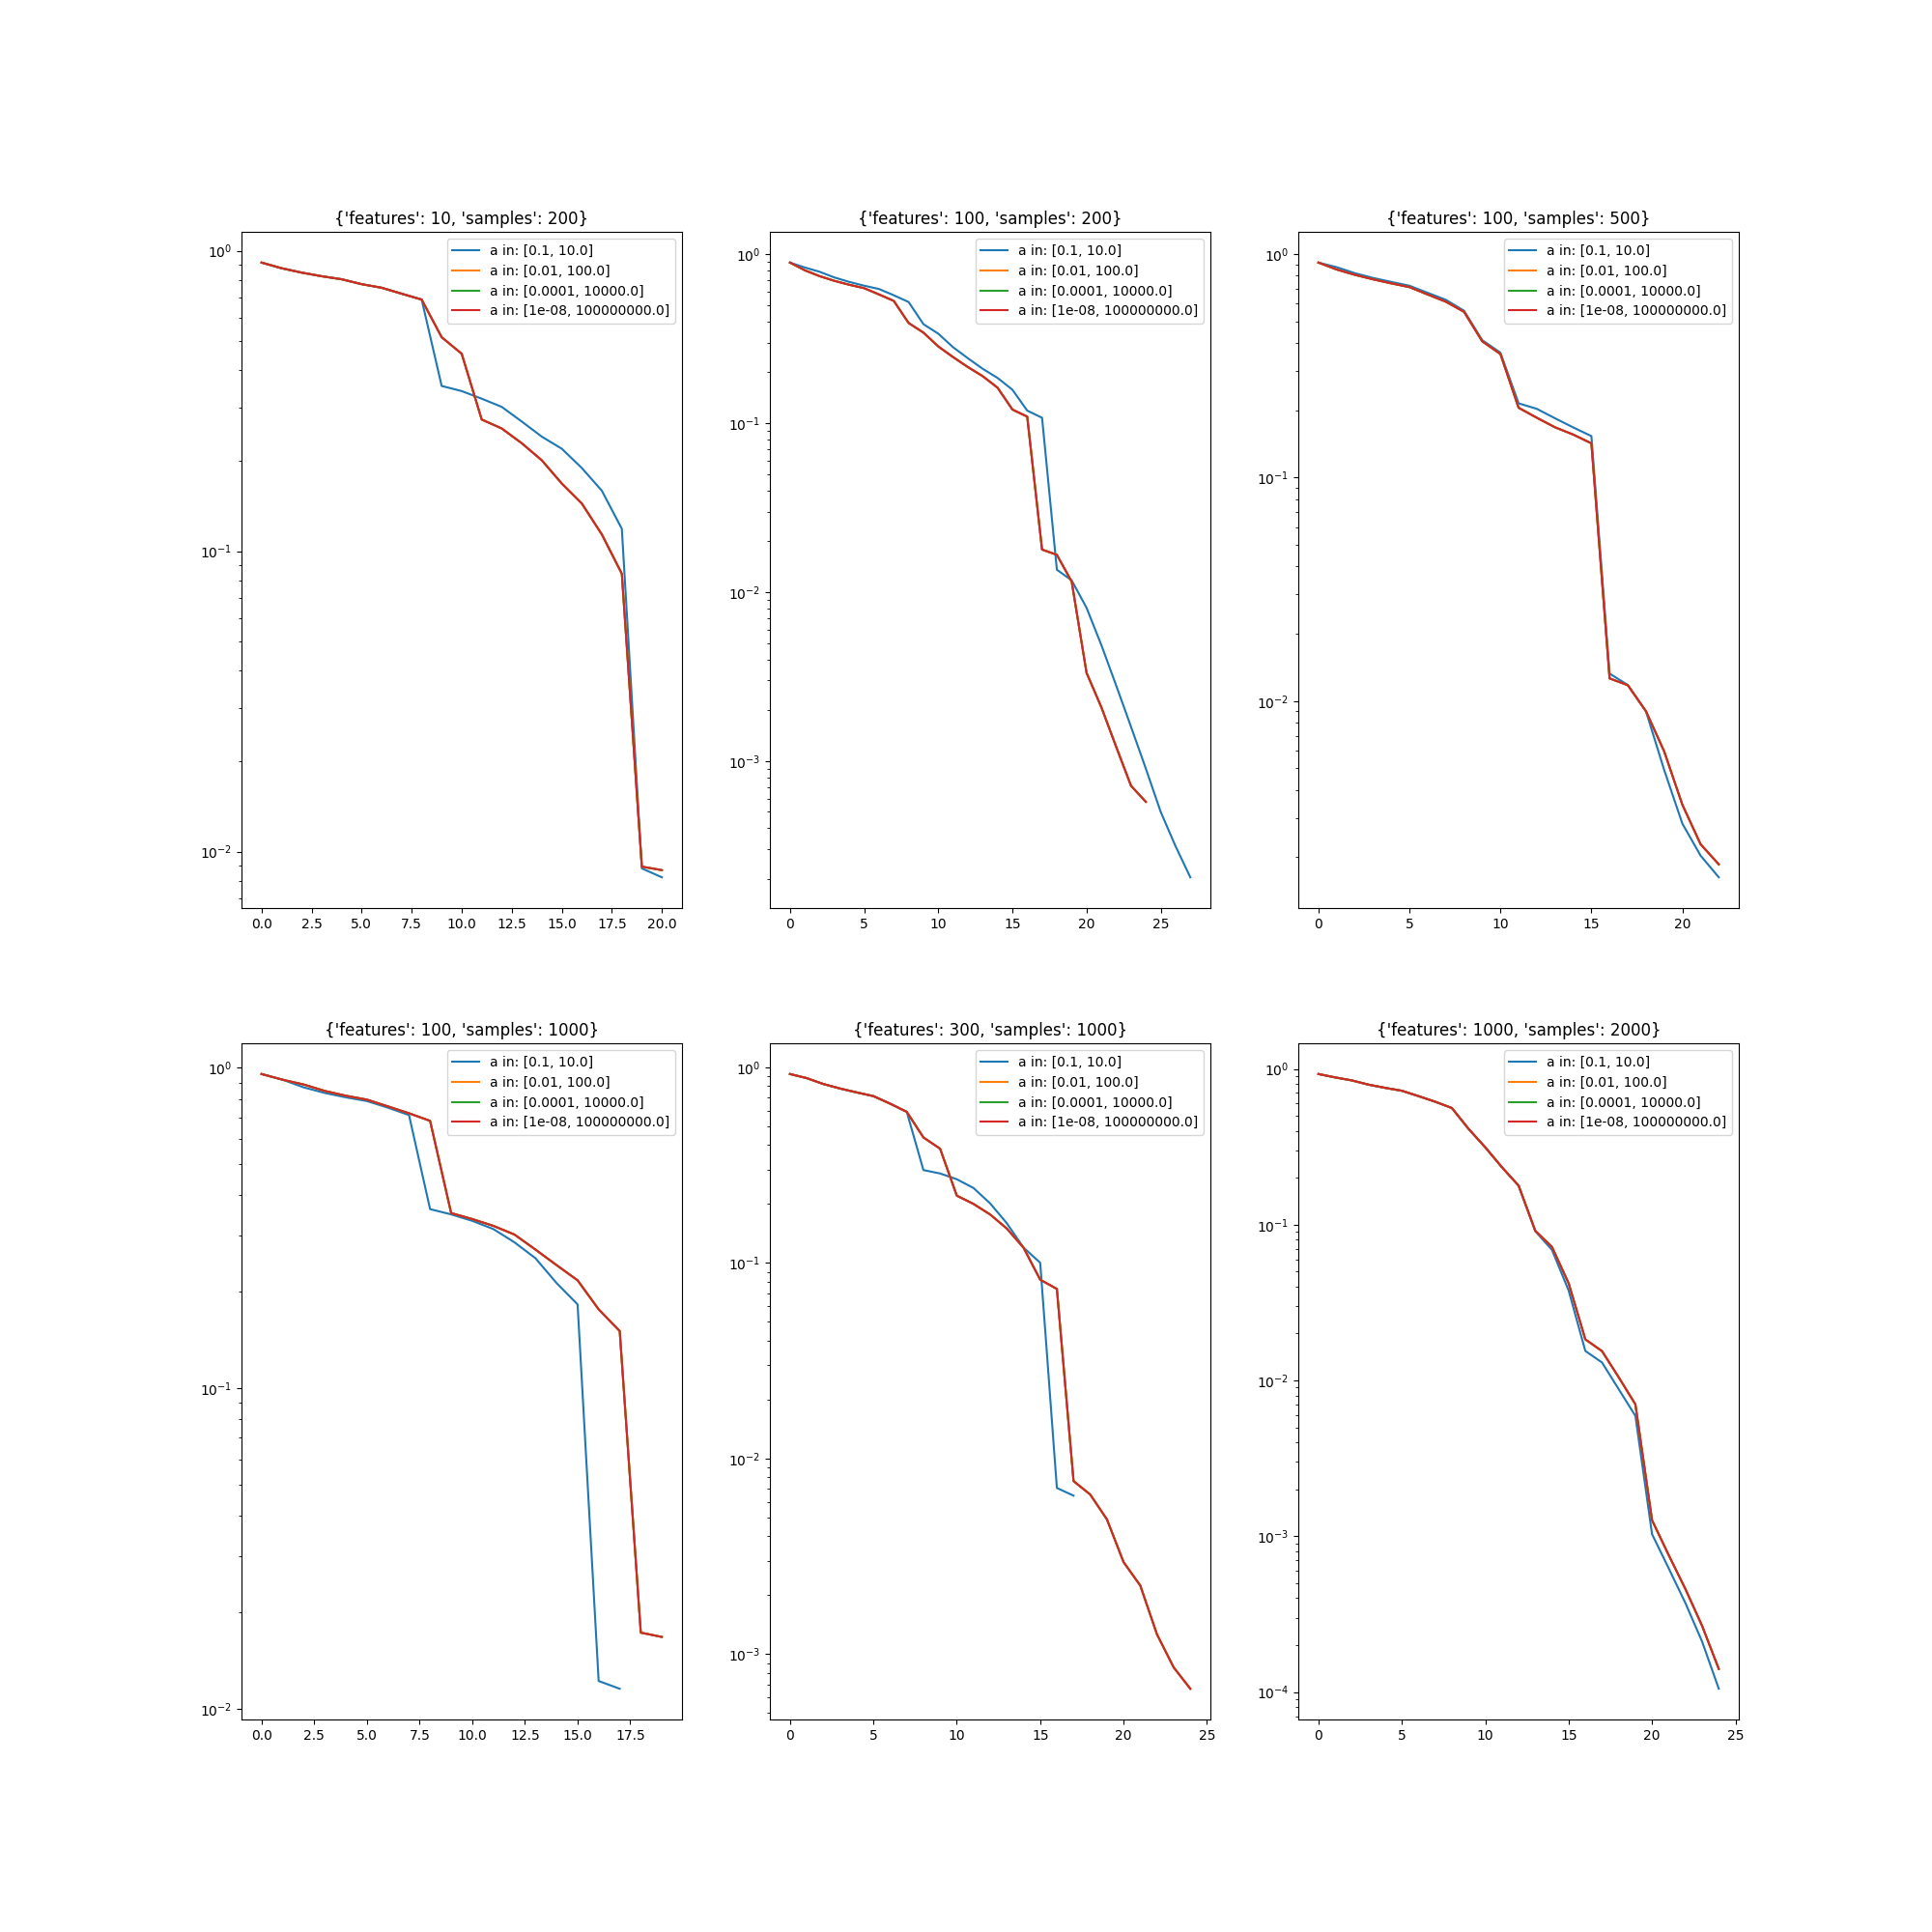 {'features': 10, 'samples': 200}
a in: [0.1, 10.0]
a in: [0.01, 100.0]
a in: [0.0001, 10000.0]
a in: [1e-08, 100000000.0]
10⁰
10⁻¹
10⁻²
0.0 2.5 5.0 7.5 10.0 12.5 15.0 17.5 20.0
{'features': 100, 'samples': 200}
a in: [0.1, 10.0]
a in: [0.01, 100.0]
a in: [0.0001, 10000.0]
a in: [1e-08, 100000000.0]
10⁰
10⁻¹
10⁻²
10⁻³
0 5 10 15 20 25
{'features': 100, 'samples': 500}
a in: [0.1, 10.0]
a in: [0.01, 100.0]
a in: [0.0001, 10000.0]
a in: [1e-08, 100000000.0]
10⁰
10⁻¹
10⁻²
0 5 10 15 20
{'features': 100, 'samples': 1000}
a in: [0.1, 10.0]
a in: [0.01, 100.0]
a in: [0.0001, 10000.0]
a in: [1e-08, 100000000.0]
10⁰
10⁻¹
10⁻²
0.0 2.5 5.0 7.5 10.0 12.5 15.0 17.5
{'features': 300, 'samples': 1000}
a in: [0.1, 10.0]
a in: [0.01, 100.0]
a in: [0.0001, 10000.0]
a in: [1e-08, 100000000.0]
10⁰
10⁻¹
10⁻²
10⁻³
0 5 10 15 20 25
{'features': 1000, 'samples': 2000}
a in: [0.1, 10.0]
a in: [0.01, 100.0]
a in: [0.0001, 10000.0]
a in: [1e-08, 100000000.0]
10⁰
10⁻¹
10⁻²
10⁻³
10⁻⁴
0 5 10 15 20 25